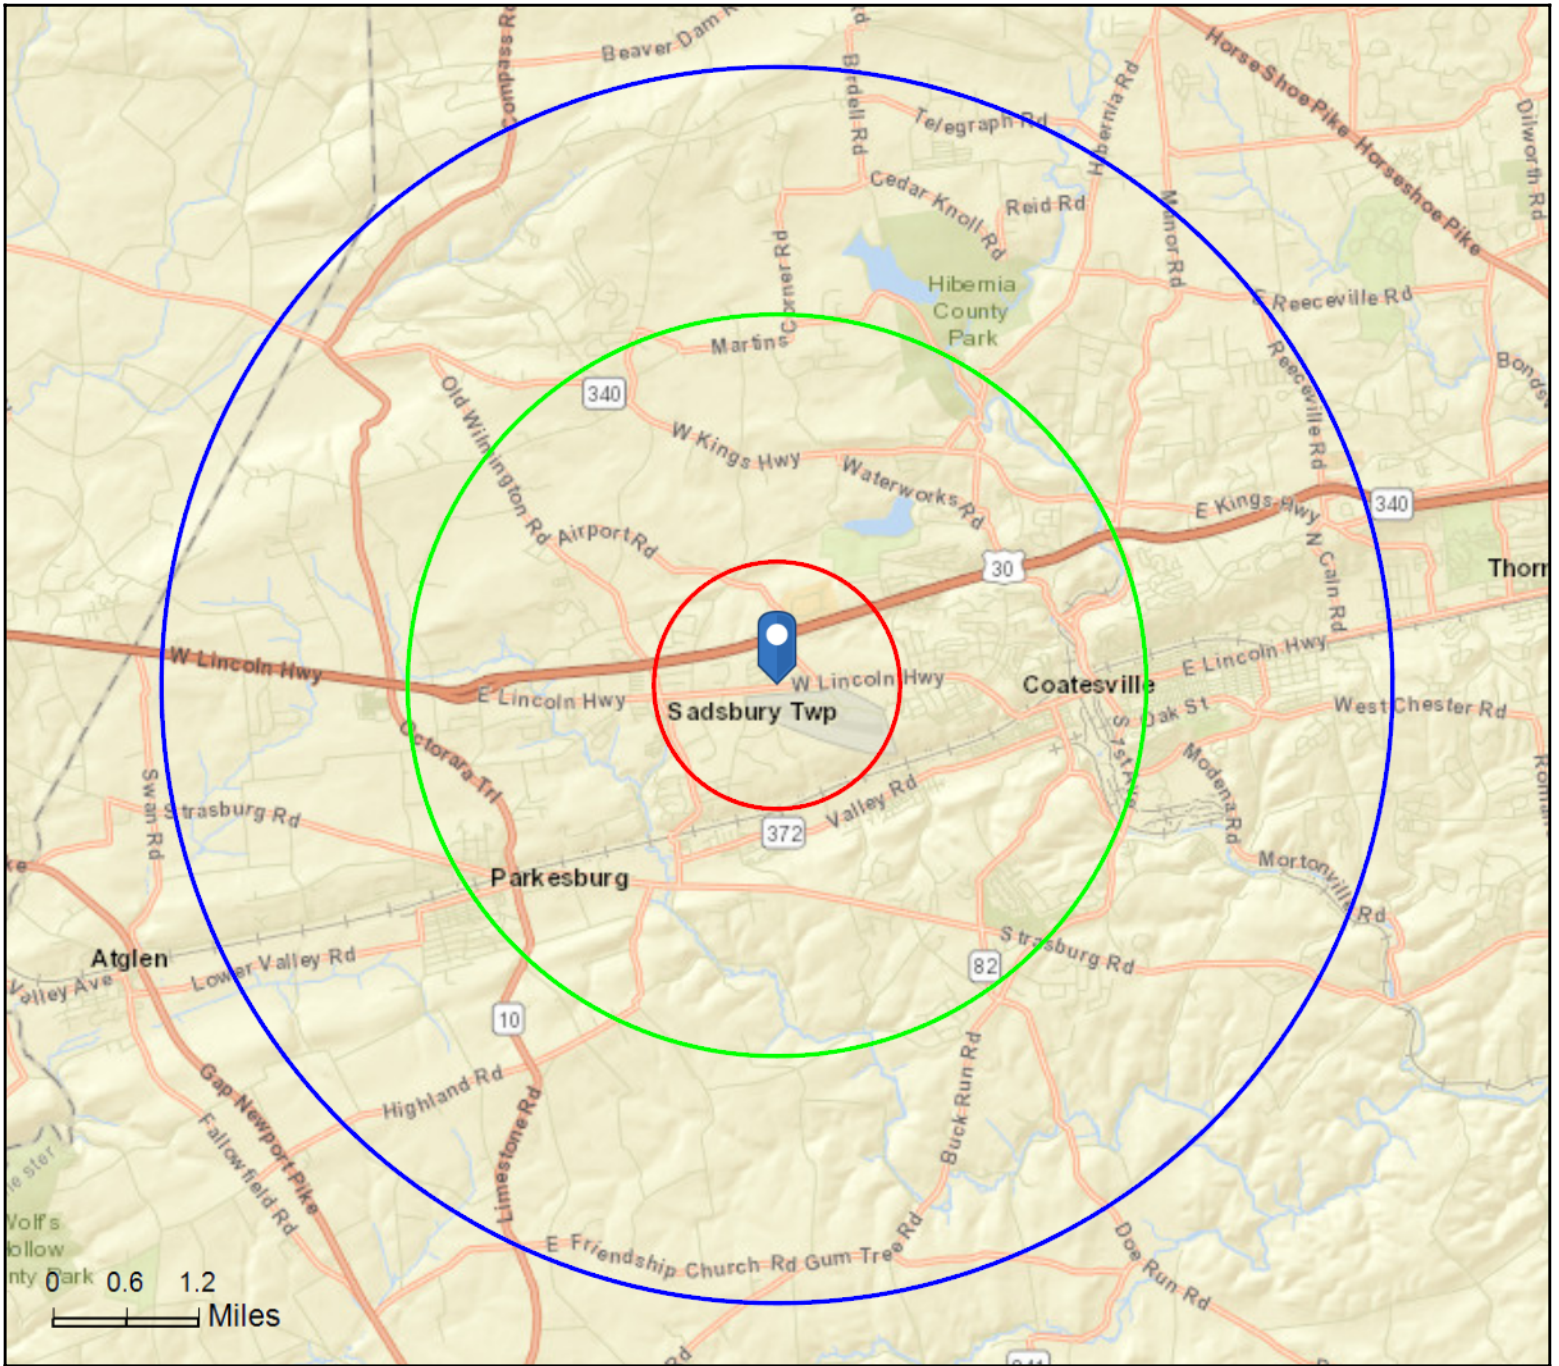 Compass Rd
Beaver Dam R
Birdell Rd
Telegraph Rd
Hibernia Rd
Horse Shoe Pike
Horseshoe Pike
Dilworth Rd
Cedar Knoll Rd
Reid Rd
Manor Rd
Corner Rd
Martins
Hibernia
County
Park
E Reeceville Rd
Reeceville Rd
340
Old Wilmington Rd
W Kings Hwy
Waterworks Rd
Airport Rd
E Kings Hwy
340
N Cain Rd
30
Thorn
W Lincoln Hwy
E Lincoln Hwy
W Lincoln Hwy
E Lincoln Hwy
Coatesville
Sadsbury Twp
S 1st Ave
Oak St
West Chester Rd
Octorara Trl
Modena Rd
Swan Rd
Strasburg Rd
372
Valley Rd
Parkesburg
Mortonville Rd
Atglen
Lower Valley Rd
Valley Ave
Strasburg Rd
82
10
Highland Rd
Gap Newport Pike
Fallowfield Rd
Limestone Rd
Buck Run Rd
E Friendship Church Rd
Gum Tree Rd
Doe Run Rd
Rd
0 0.6 1.2
Miles